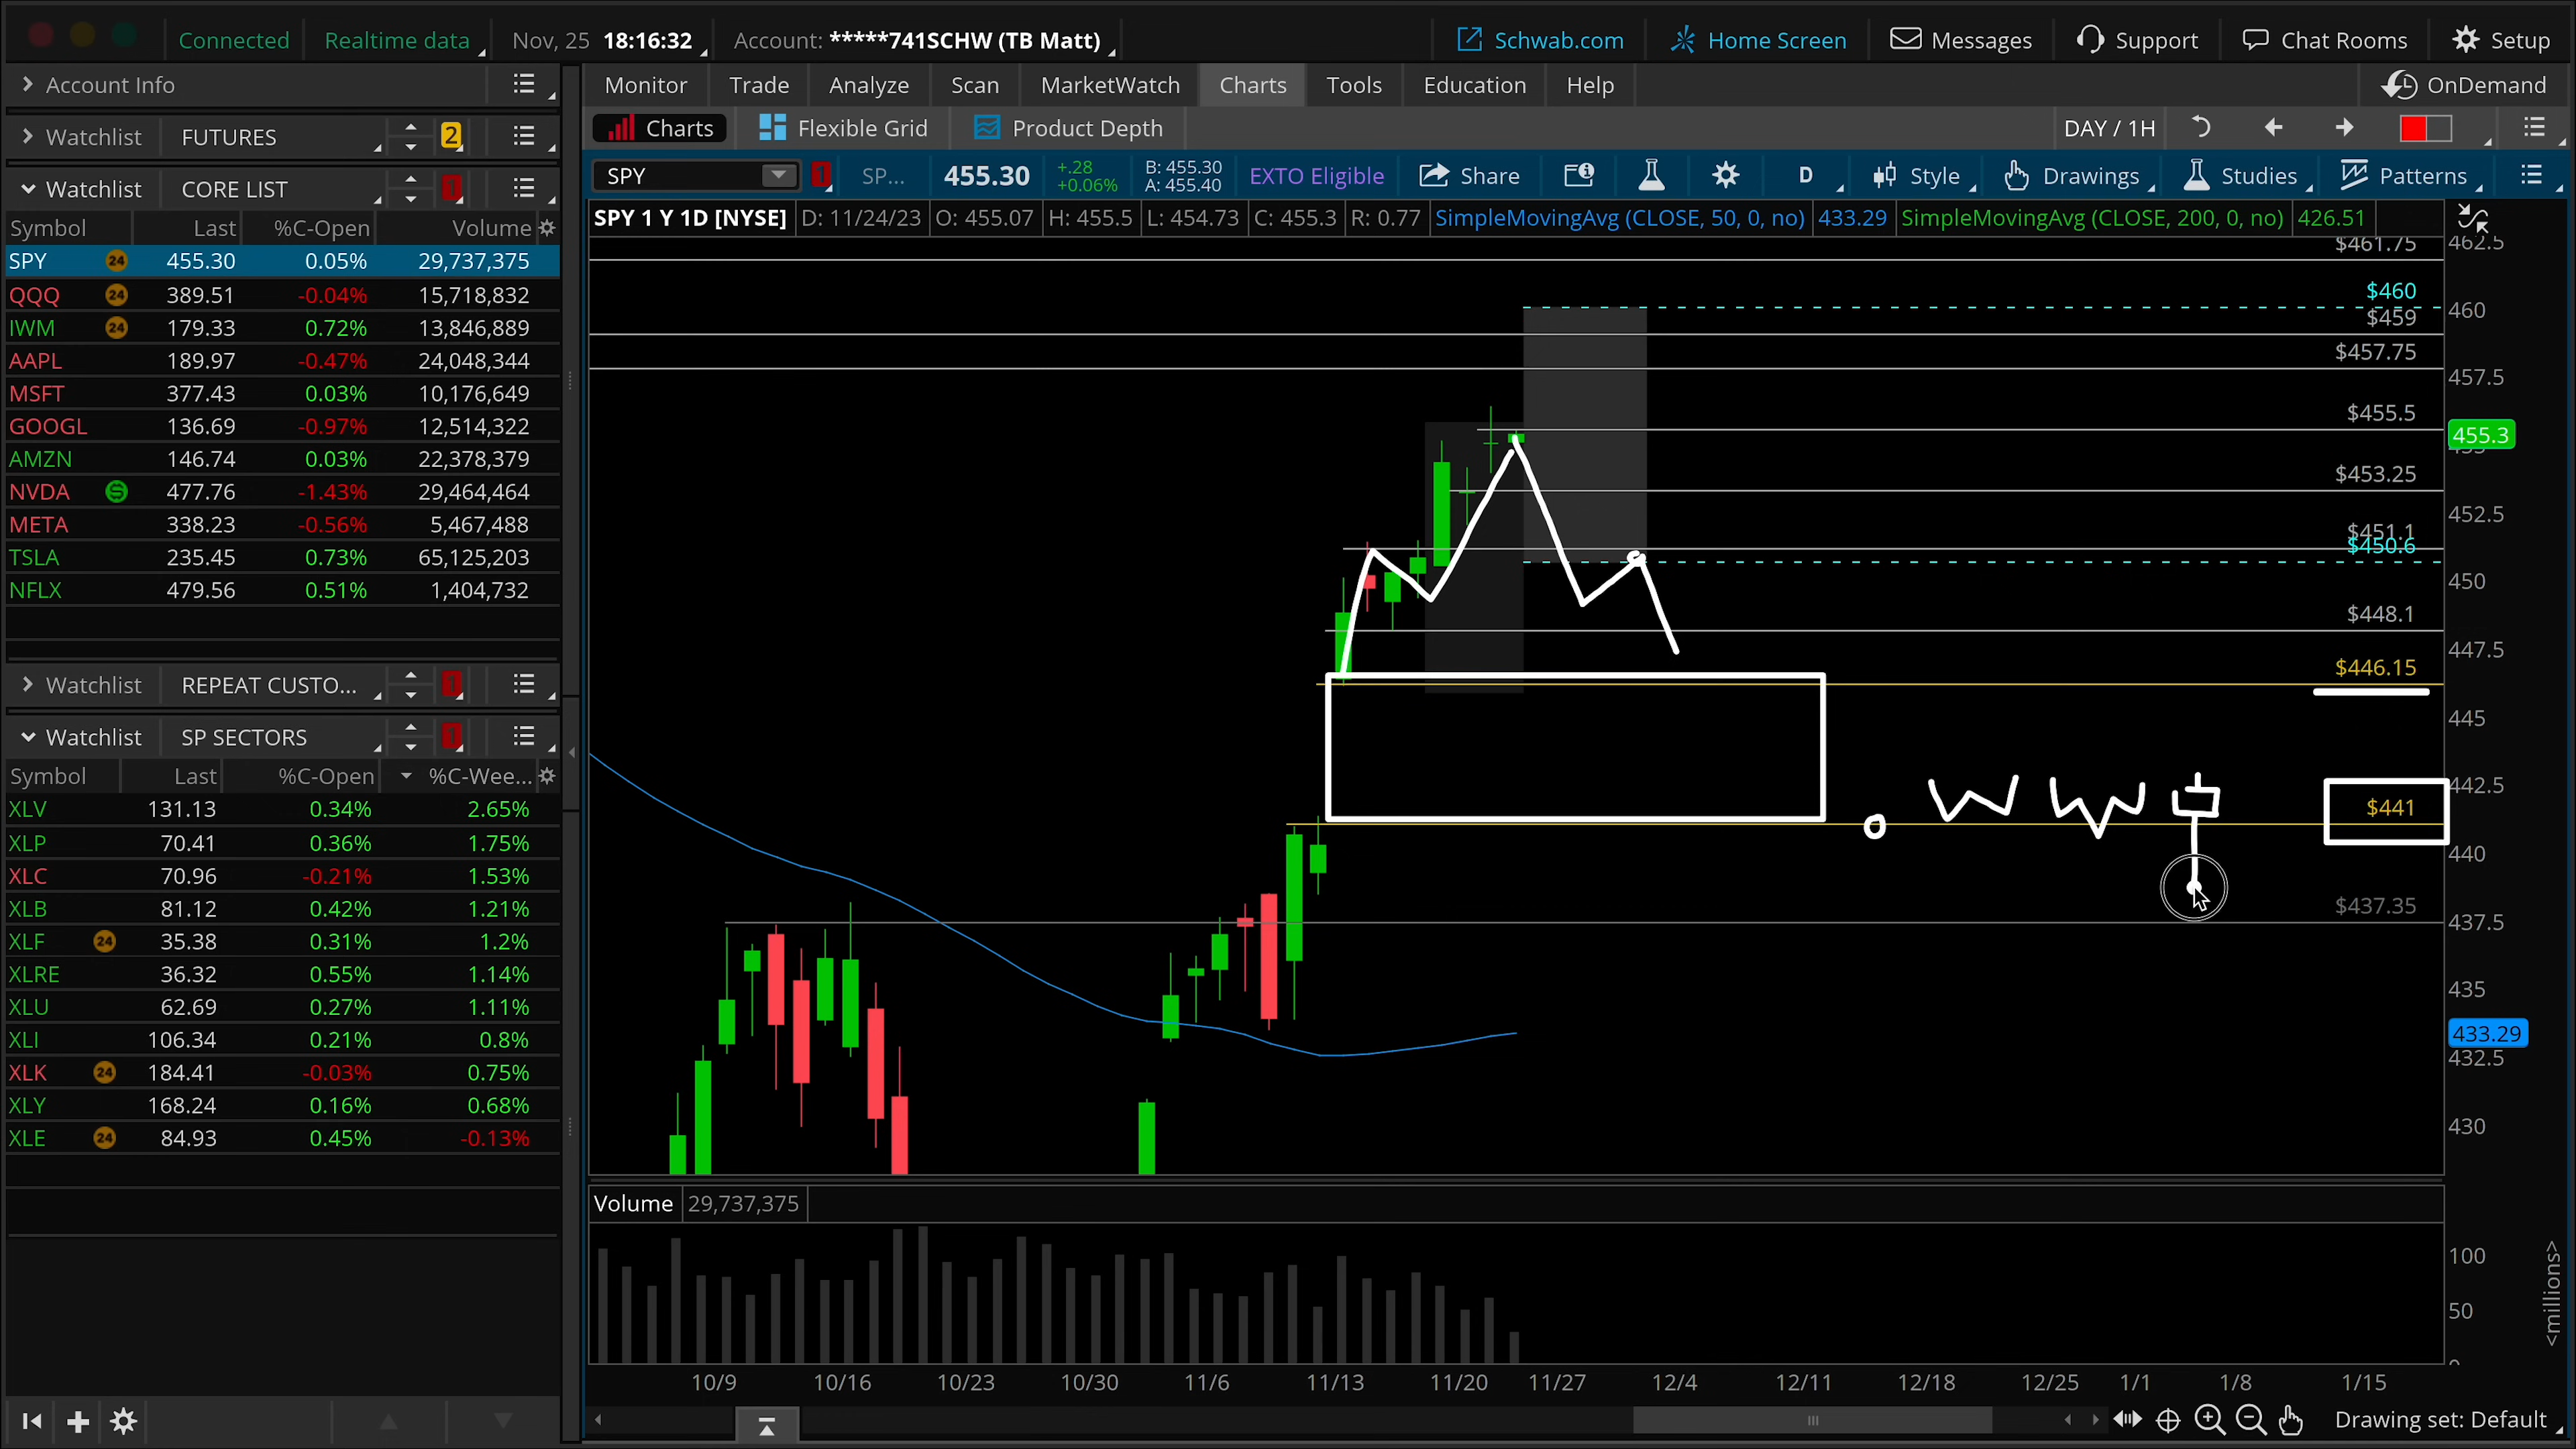 Connected Realtime data Nov, 25 18:16:32 Account: *****741SCHW (TB Matt) Schwab.com Home Screen Messages Support Chat Rooms Setup
Account Info
Monitor Trade Analyze Scan MarketWatch Charts Tools Education Help OnDemand
Watchlist FUTURES 2
Charts Flexible Grid Product Depth DAY / 1H
Watchlist CORE LIST 1
SPY 1 SP... 455.30 +.28 +0.06% B: 455.30 A: 455.40 EXTO Eligible Share D Style Drawings Studies Patterns
SPY 1 Y 1D [NYSE] D: 11/24/23 O: 455.07 H: 455.5 L: 454.73 C: 455.3 R: 0.77 SimpleMovingAvg (CLOSE, 50, 0, no) 433.29 SimpleMovingAvg (CLOSE, 200, 0, no) 426.51
Symbol Last %C-Open Volume
SPY 24 455.30 0.05% 29,737,375
QQQ 24 389.51 -0.04% 15,718,832
IWM 24 179.33 0.72% 13,846,889
AAPL 189.97 -0.47% 24,048,344
MSFT 377.43 0.03% 10,176,649
GOOGL 136.69 -0.97% 12,514,322
AMZN 146.74 0.03% 22,378,379
NVDA S 477.76 -1.43% 29,464,464
META 338.23 -0.56% 5,467,488
TSLA 235.45 0.73% 65,125,203
NFLX 479.56 0.51% 1,404,732
Watchlist REPEAT CUSTO... 1
Watchlist SP SECTORS 1
Symbol Last %C-Open %C-Wee...
XLV 131.13 0.34% 2.65%
XLP 70.41 0.36% 1.75%
XLC 70.96 -0.21% 1.53%
XLB 81.12 0.42% 1.21%
XLF 24 35.38 0.31% 1.2%
XLRE 36.32 0.55% 1.14%
XLU 62.69 0.27% 1.11%
XLI 106.34 0.21% 0.8%
XLK 24 184.41 -0.03% 0.75%
XLY 168.24 0.16% 0.68%
XLE 24 84.93 0.45% -0.13%
$461.75
$460
$459
$457.75
$455.5
$453.25
$451.1
$450.6
$448.1
$446.15
$441
$437.35
462.5
460
457.5
455.3
452.5
450
447.5
445
442.5
440
437.5
435
433.29
432.5
430
Volume 29,737,375
100
50
0
<millions>
10/9 10/16 10/23 10/30 11/6 11/13 11/20 11/27 12/4 12/11 12/18 12/25 1/1 1/8 1/15
Drawing set: Default